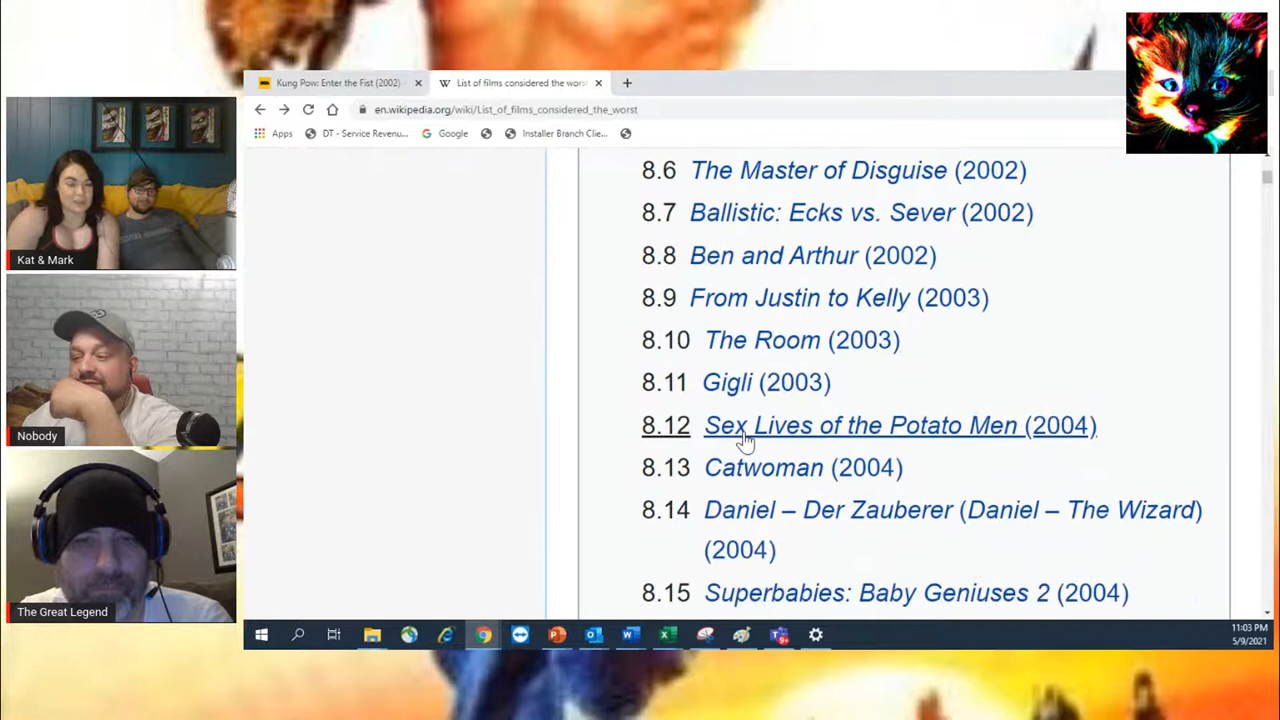 Kung Pow: Enter the Fist (2002)
List of films considered the wors
en.wikipedia.org/wiki/List_of_films_considered_the_worst
Apps
DT - Service Revenu...
Google
Installer Branch Clie...
8.6 The Master of Disguise (2002)
8.7 Ballistic: Ecks vs. Sever (2002)
8.8 Ben and Arthur (2002)
8.9 From Justin to Kelly (2003)
8.10 The Room (2003)
8.11 Gigli (2003)
8.12 Sex Lives of the Potato Men (2004)
8.13 Catwoman (2004)
8.14 Daniel – Der Zauberer (Daniel – The Wizard)
(2004)
8.15 Superbabies: Baby Geniuses 2 (2004)
Kat & Mark
Nobody
The Great Legend
11:03 PM
5/9/2021